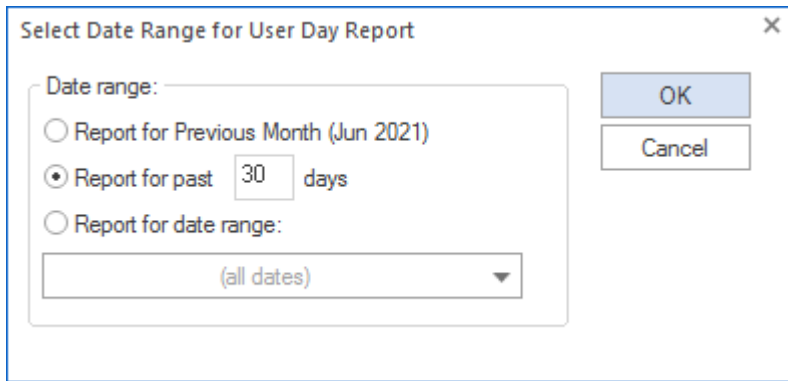 Select Date Range for User Day Report
Date range:
Report for Previous Month (Jun 2021)
Report for past 30 days
Report for date range:
(all dates)
OK
Cancel